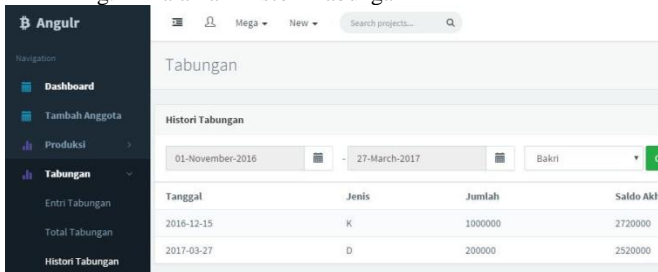 Angulr
Mega
New
Search projects...
Navigation
Dashboard
Tambah Anggota
Produksi
Tabungan
Entri Tabungan
Total Tabungan
Histori Tabungan
Tabungan
Histori Tabungan
01-November-2016 - 27-March-2017 Bakri
Tanggal Jenis Jumlah Saldo Akh
2016-12-15 K 1000000 2720000
2017-03-27 D 200000 2520000